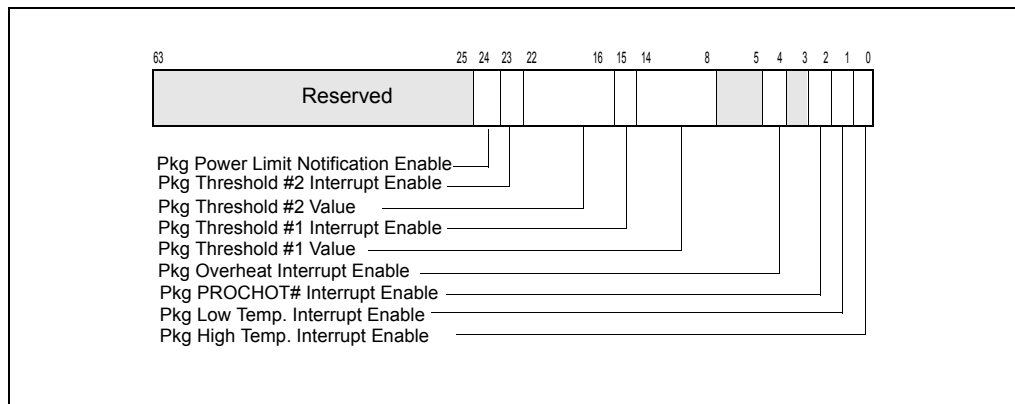 63 25 24 23 22 16 15 14 8 5 4 3 2 1 0
Reserved
Pkg Power Limit Notification Enable
Pkg Threshold #2 Interrupt Enable
Pkg Threshold #2 Value
Pkg Threshold #1 Interrupt Enable
Pkg Threshold #1 Value
Pkg Overheat Interrupt Enable
Pkg PROCHOT# Interrupt Enable
Pkg Low Temp. Interrupt Enable
Pkg High Temp. Interrupt Enable